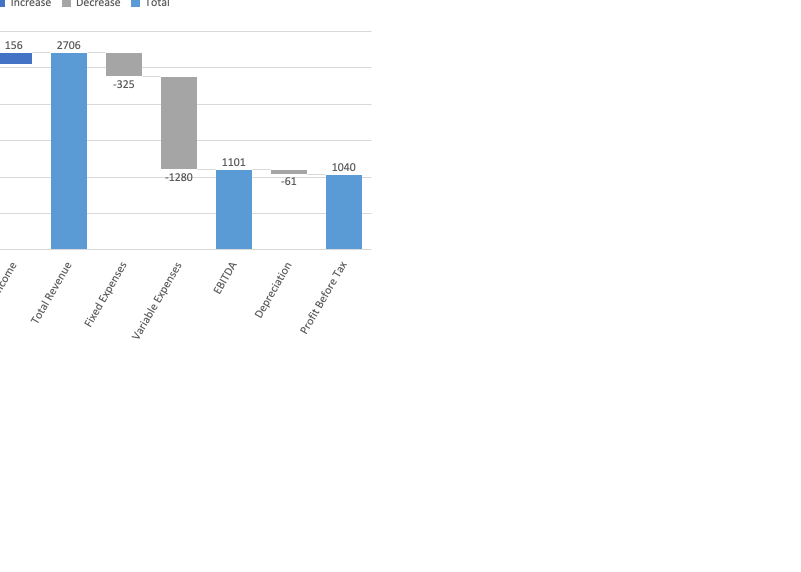 Increase Decrease Total
156 2706
-325
1101 1040
-1280 -61
Total Revenue
Fixed Expenses
Variable Expenses
EBITDA
Depreciation
Profit Before Tax